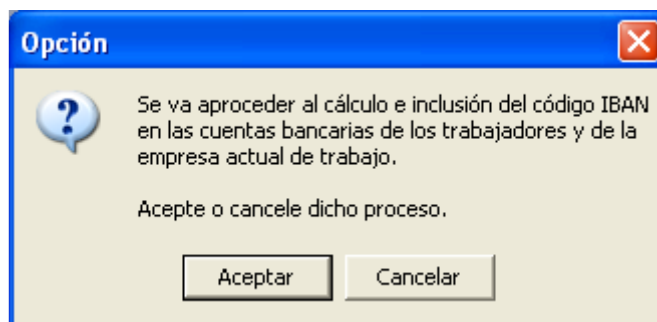 Opción
Se va aproceder al cálculo e inclusión del código IBAN
en las cuentas bancarias de los trabajadores y de la
empresa actual de trabajo.
Acepte o cancele dicho proceso.
Aceptar
Cancelar